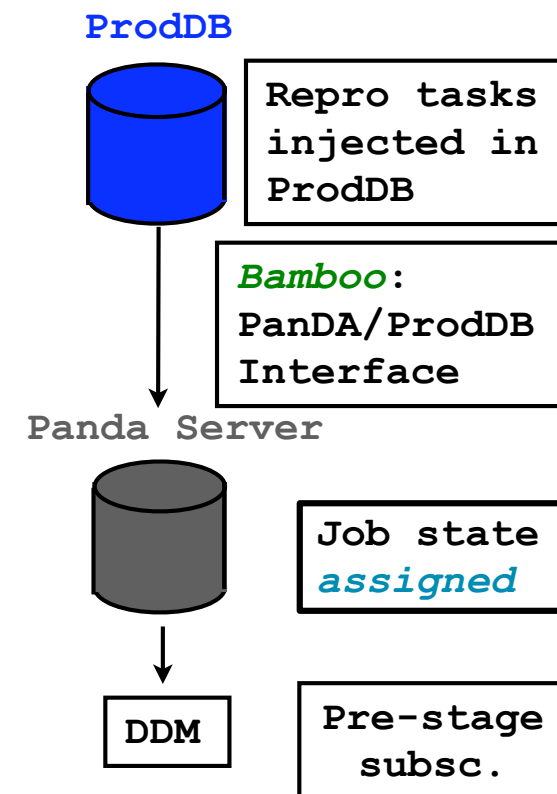 ProdDB
Repro tasks
injected in
ProdDB
Bamboo:
PanDA/ProdDB
Interface
Panda Server
Job state
assigned
DDM
Pre-stage
subsc.